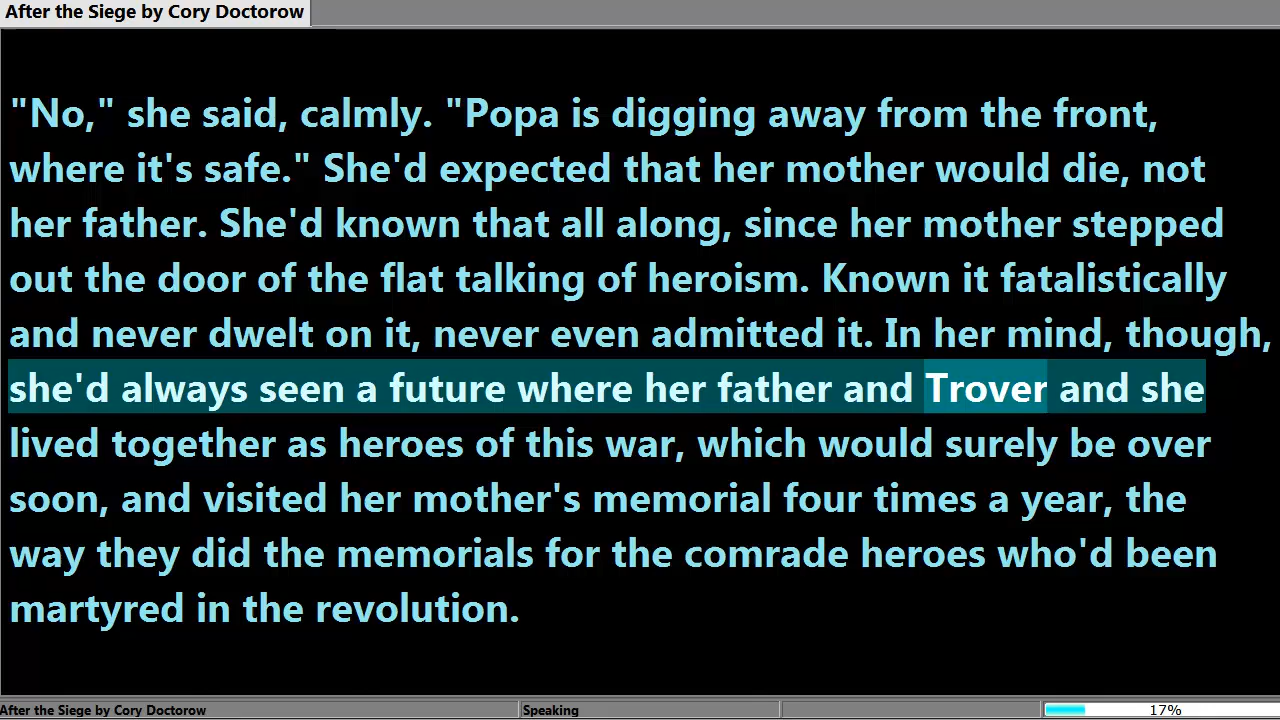 After the Siege by Cory Doctorow
"No," she said, calmly. "Popa is digging away from the front,
where it's safe." She'd expected that her mother would die, not
her father. She'd known that all along, since her mother stepped
out the door of the flat talking of heroism. Known it fatalistically
and never dwelt on it, never even admitted it. In her mind, though,
she'd always seen a future where her father and Trover and she
lived together as heroes of this war, which would surely be over
soon, and visited her mother's memorial four times a year, the
way they did the memorials for the comrade heroes who'd been
martyred in the revolution.
After the Siege by Cory Doctorow
Speaking
17%